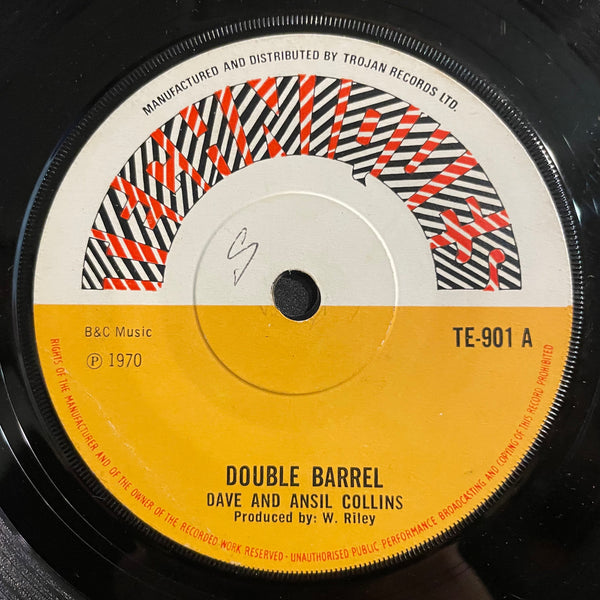 MANUFACTURED AND DISTRIBUTED BY TROJAN RECORDS LTD.
TECHNIQUES
S
B&C Music
℗ 1970
TE-901 A
DOUBLE BARREL
DAVE AND ANSIL COLLINS
Produced by: W. Riley
RIGHTS OF THE MANUFACTURER AND OF THE OWNER OF THE RECORDED WORK RESERVED - UNAUTHORISED PUBLIC PERFORMANCE BROADCASTING AND COPYING OF THIS RECORD PROHIBITED